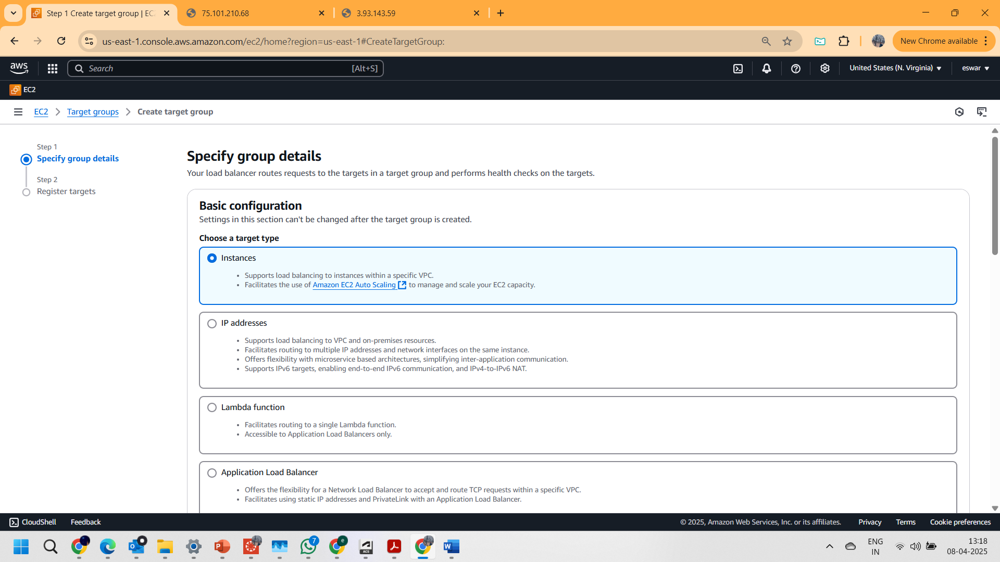 Step 1 Create target group | EC
75.101.210.68
3.93.143.59
us-east-1.console.aws.amazon.com/ec2/home?region=us-east-1#CreateTargetGroup:
New Chrome available
aws
Search
[Alt+S]
United States (N. Virginia)
eswar
EC2
EC2
Target groups
Create target group
Step 1
Specify group details
Step 2
Register targets
Specify group details
Your load balancer routes requests to the targets in a target group and performs health checks on the targets.
Basic configuration
Settings in this section can't be changed after the target group is created.
Choose a target type
Instances
• Supports load balancing to instances within a specific VPC.
• Facilitates the use of Amazon EC2 Auto Scaling to manage and scale your EC2 capacity.
IP addresses
• Supports load balancing to VPC and on-premises resources.
• Facilitates routing to multiple IP addresses and network interfaces on the same instance.
• Offers flexibility with microservice based architectures, simplifying inter-application communication.
• Supports IPv6 targets, enabling end-to-end IPv6 communication, and IPv4-to-IPv6 NAT.
Lambda function
• Facilitates routing to a single Lambda function.
• Accessible to Application Load Balancers only.
Application Load Balancer
• Offers the flexibility for a Network Load Balancer to accept and route TCP requests within a specific VPC.
• Facilitates using static IP addresses and PrivateLink with an Application Load Balancer.
CloudShell
Feedback
© 2025, Amazon Web Services, Inc. or its affiliates.
Privacy
Terms
Cookie preferences
7
e
ACS
ENG
IN
13:18
08-04-2025